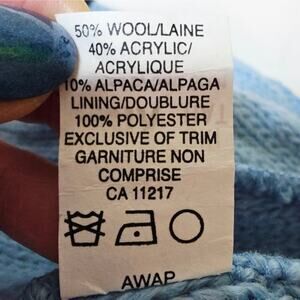 50% WOOL/LAINE
40% ACRYLIC/
ACRYLIQUE
10% ALPACA/ALPAGA
LINING/DOUBLURE
100% POLYESTER
EXCLUSIVE OF TRIM
GARNITURE NON
COMPRISE
CA 11217
AWAP